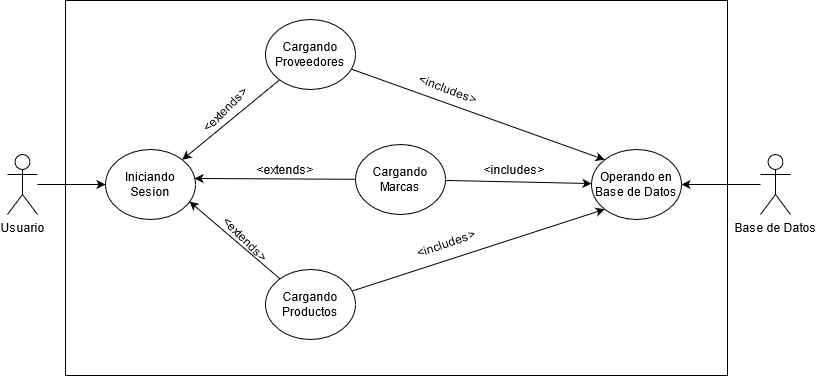 Cargando
Proveedores
<includes>
<extends>
Iniciando
Sesion
<extends>
Cargando
Marcas
<includes>
Operando en
Base de Datos
Usuario
Base de Datos
<extends>
<includes>
Cargando
Productos